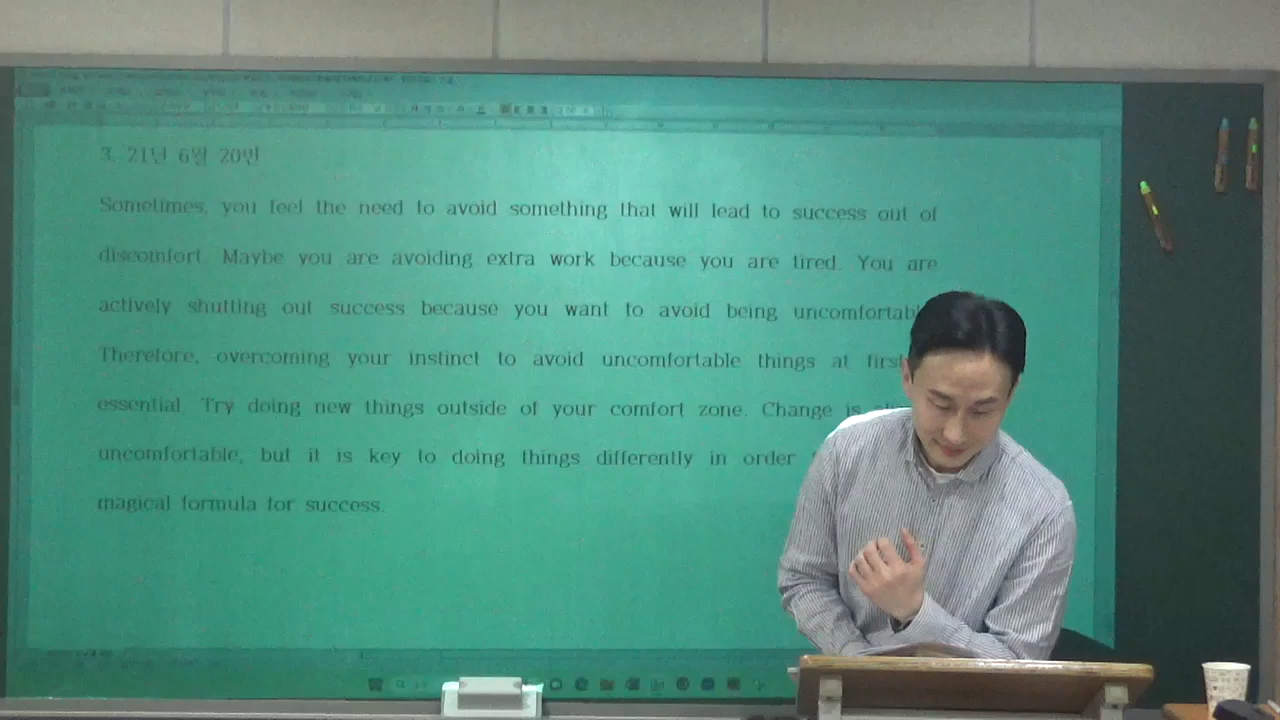 3. 21년 6월 20번
Sometimes, you feel the need to avoid something that will lead to success out of
discomfort. Maybe you are avoiding extra work because you are tired. You are
actively shutting out success because you want to avoid being uncomfortabl
Therefore, overcoming your instinct to avoid uncomfortable things at first
essential. Try doing new things outside of your comfort zone. Change is
uncomfortable, but it is key to doing things differently in order
magical formula for success.